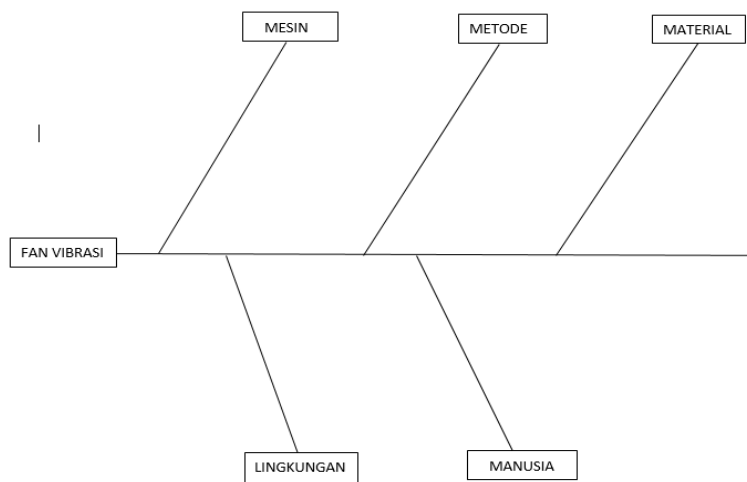 MESIN
METODE
MATERIAL
FAN VIBRASI
LINGKUNGAN
MANUSIA